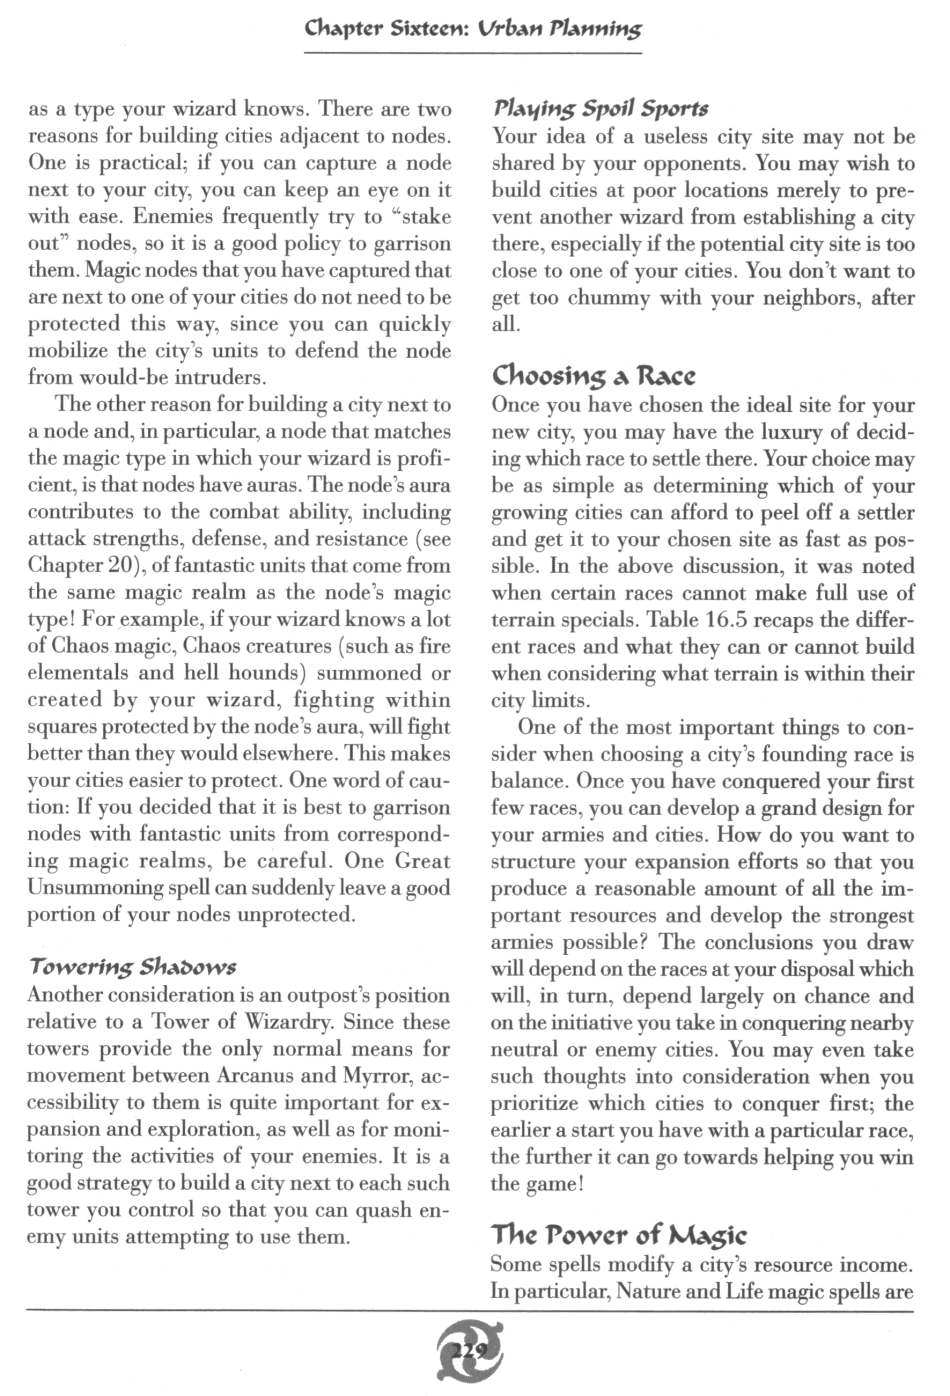 Chapter Sixteen: Urban Planning
as a type your wizard knows. There are two
reasons for building cities adjacent to nodes.
One is practical; if you can capture a node
next to your city, you can keep an eye on it
with ease. Enemies frequently try to “stake
out” nodes, so it is a good policy to garrison
them. Magic nodes that you have captured that
are next to one of your cities do not need to be
protected this way, since you can quickly
mobilize the city’s units to defend the node
from would-be intruders.
The other reason for building a city next to
a node and, in particular, a node that matches
the magic type in which your wizard is profi-
cient, is that nodes have auras. The node’s aura
contributes to the combat ability, including
attack strengths, defense, and resistance (see
Chapter 20), of fantastic units that come from
the same magic realm as the node’s magic
type! For example, if your wizard knows a lot
of Chaos magic, Chaos creatures (such as fire
elementals and hell hounds) summoned or
created by your wizard, fighting within
squares protected by the node’s aura, will fight
better than they would elsewhere. This makes
your cities easier to protect. One word of cau-
tion: If you decided that it is best to garrison
nodes with fantastic units from correspond-
ing magic realms, be careful. One Great
Unsummoning spell can suddenly leave a good
portion of your nodes unprotected.
Towering Shadows
Another consideration is an outpost’s position
relative to a Tower of Wizardry. Since these
towers provide the only normal means for
movement between Arcanus and Myrror, ac-
cessibility to them is quite important for ex-
pansion and exploration, as well as for moni-
toring the activities of your enemies. It is a
good strategy to build a city next to each such
tower you control so that you can quash en-
emy units attempting to use them.
Playing Spoil Sports
Your idea of a useless city site may not be
shared by your opponents. You may wish to
build cities at poor locations merely to pre-
vent another wizard from establishing a city
there, especially if the potential city site is too
close to one of your cities. You don’t want to
get too chummy with your neighbors, after
all.
Choosing a Race
Once you have chosen the ideal site for your
new city, you may have the luxury of decid-
ing which race to settle there. Your choice may
be as simple as determining which of your
growing cities can afford to peel off a settler
and get it to your chosen site as fast as pos-
sible. In the above discussion, it was noted
when certain races cannot make full use of
terrain specials. Table 16.5 recaps the differ-
ent races and what they can or cannot build
when considering what terrain is within their
city limits.
One of the most important things to con-
sider when choosing a city’s founding race is
balance. Once you have conquered your first
few races, you can develop a grand design for
your armies and cities. How do you want to
structure your expansion efforts so that you
produce a reasonable amount of all the im-
portant resources and develop the strongest
armies possible? The conclusions you draw
will depend on the races at your disposal which
will, in turn, depend largely on chance and
on the initiative you take in conquering nearby
neutral or enemy cities. You may even take
such thoughts into consideration when you
prioritize which cities to conquer first; the
earlier a start you have with a particular race,
the further it can go towards helping you win
the game!
The Power of Magic
Some spells modify a city’s resource income.
In particular, Nature and Life magic spells are
229